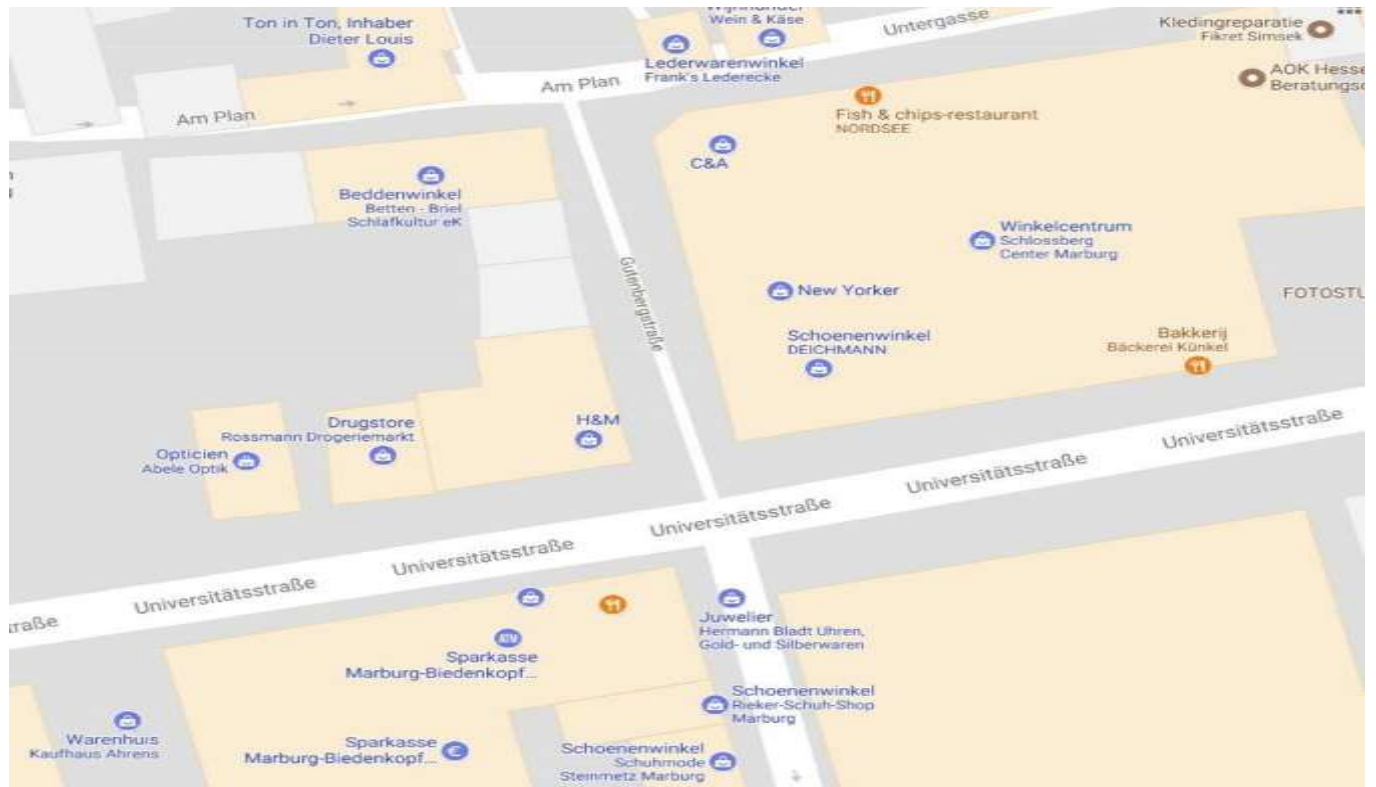 Ton in Ton, Inhaber
Dieter Louis
Wein & Käse
Untergasse
Kledingreparatie
Fikret Simsek
Lederwarenwinkel
Frank's Lederecke
AOK Hesse
Am Plan
Am Plan
Fish & chips-restaurant
NORDSEE
C&A
Beddenwinkel
Betten - Briel
Schlafkultur eK
Winkelcentrum
Schlossberg
Center Marburg
Gutenbergstraße
New Yorker
FOTOSTU
Schoenenwinkel
DEICHMANN
Bakkerij
Bäckerei Künkel
H&M
Drugstore
Rossmann Drogeriemarkt
Opticien
Abele Optik
Universitätsstraße
Universitätsstraße
Universitätsstraße
Universitätsstraße
Universitätsstraße
raße
Juwelier
Hermann Bladt Uhren,
Gold- und Silberwaren
ATM
Sparkasse
Marburg-Biedenkopf...
Schoenenwinkel
Rieker-Schuh-Shop
Marburg
Warenhuis
Kaufhaus Ahrens
Sparkasse
Marburg-Biedenkopf...
€
Schoenenwinkel
Schuhmode
Steinmetz Marburg